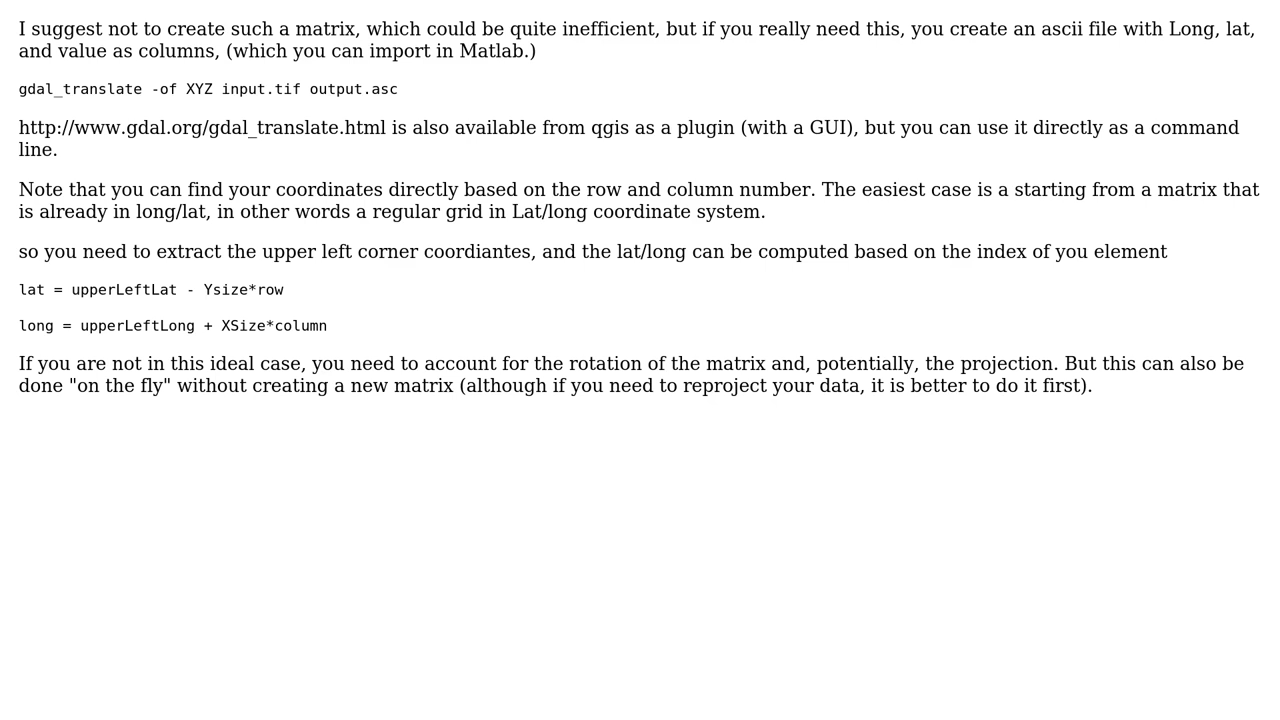 I suggest not to create such a matrix, which could be quite inefficient, but if you really need this, you create an ascii file with Long, lat,
and value as columns, (which you can import in Matlab.)
gdal_translate -of XYZ input.tif output.asc
http://www.gdal.org/gdal_translate.html is also available from qgis as a plugin (with a GUI), but you can use it directly as a command
line.
Note that you can find your coordinates directly based on the row and column number. The easiest case is a starting from a matrix that
is already in long/lat, in other words a regular grid in Lat/long coordinate system.
so you need to extract the upper left corner coordiantes, and the lat/long can be computed based on the index of you element
lat = upperLeftLat - Ysize*row
long = upperLeftLong + XSize*column
If you are not in this ideal case, you need to account for the rotation of the matrix and, potentially, the projection. But this can also be
done "on the fly" without creating a new matrix (although if you need to reproject your data, it is better to do it first).